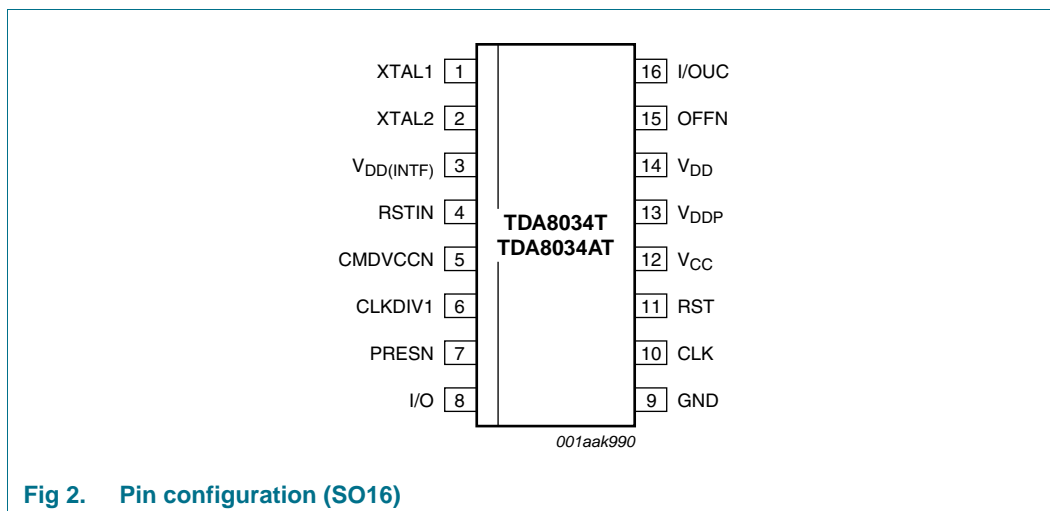 XTAL1 1 16 I/OUC
XTAL2 2 15 OFFN
VDD(INTF) 3 14 VDD
RSTIN 4 13 VDDP
TDA8034T
TDA8034AT
CMDVCCN 5 12 VCC
CLKDIV1 6 11 RST
PRESN 7 10 CLK
I/O 8 9 GND
001aak990
Fig 2. Pin configuration (SO16)